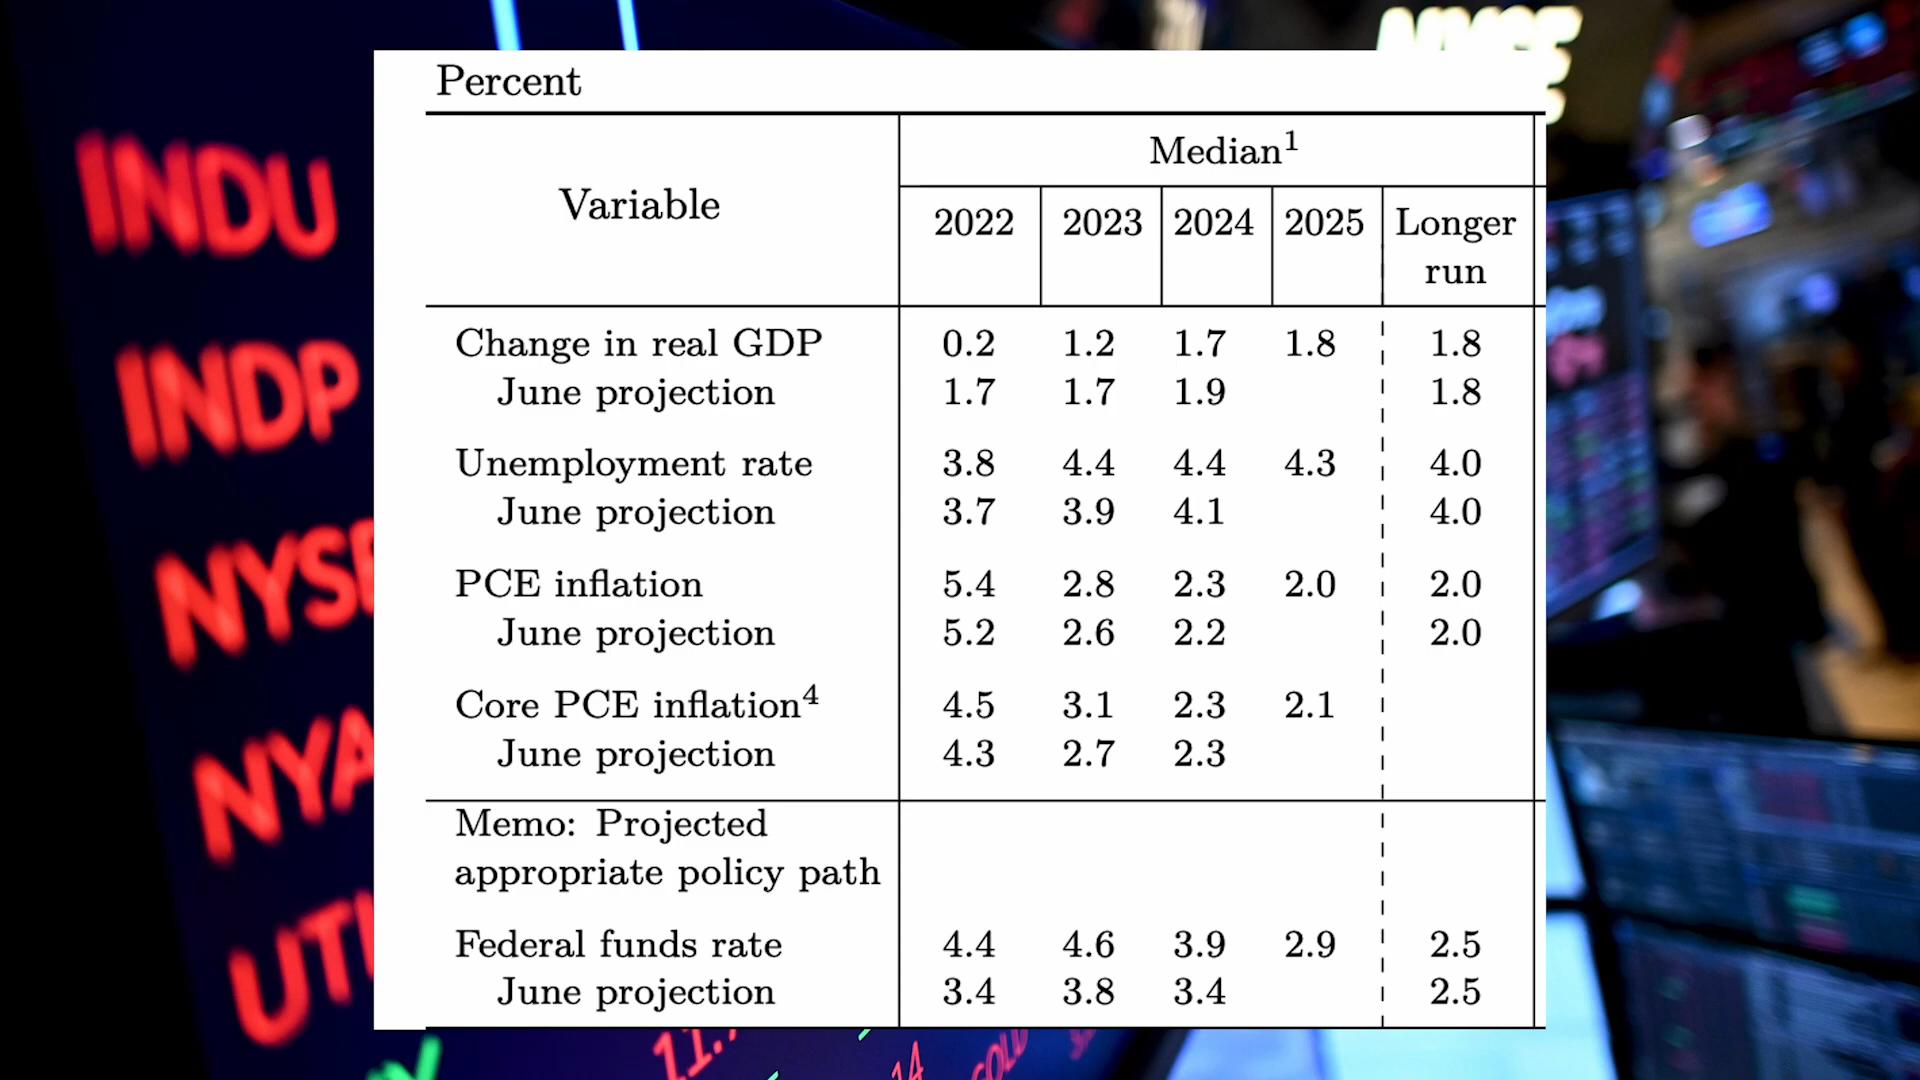 NYSE
INDU
INDP
NYSE
NYA
UTI
Percent
Variable
Median¹
2022 2023 2024 2025 Longer run
Change in real GDP 0.2 1.2 1.7 1.8 1.8
June projection 1.7 1.7 1.9 1.8
Unemployment rate 3.8 4.4 4.4 4.3 4.0
June projection 3.7 3.9 4.1 4.0
PCE inflation 5.4 2.8 2.3 2.0 2.0
June projection 5.2 2.6 2.2 2.0
Core PCE inflation⁴ 4.5 3.1 2.3 2.1
June projection 4.3 2.7 2.3
Memo: Projected
appropriate policy path
Federal funds rate 4.4 4.6 3.9 2.9 2.5
June projection 3.4 3.8 3.4 2.5
11.
14
GOLD